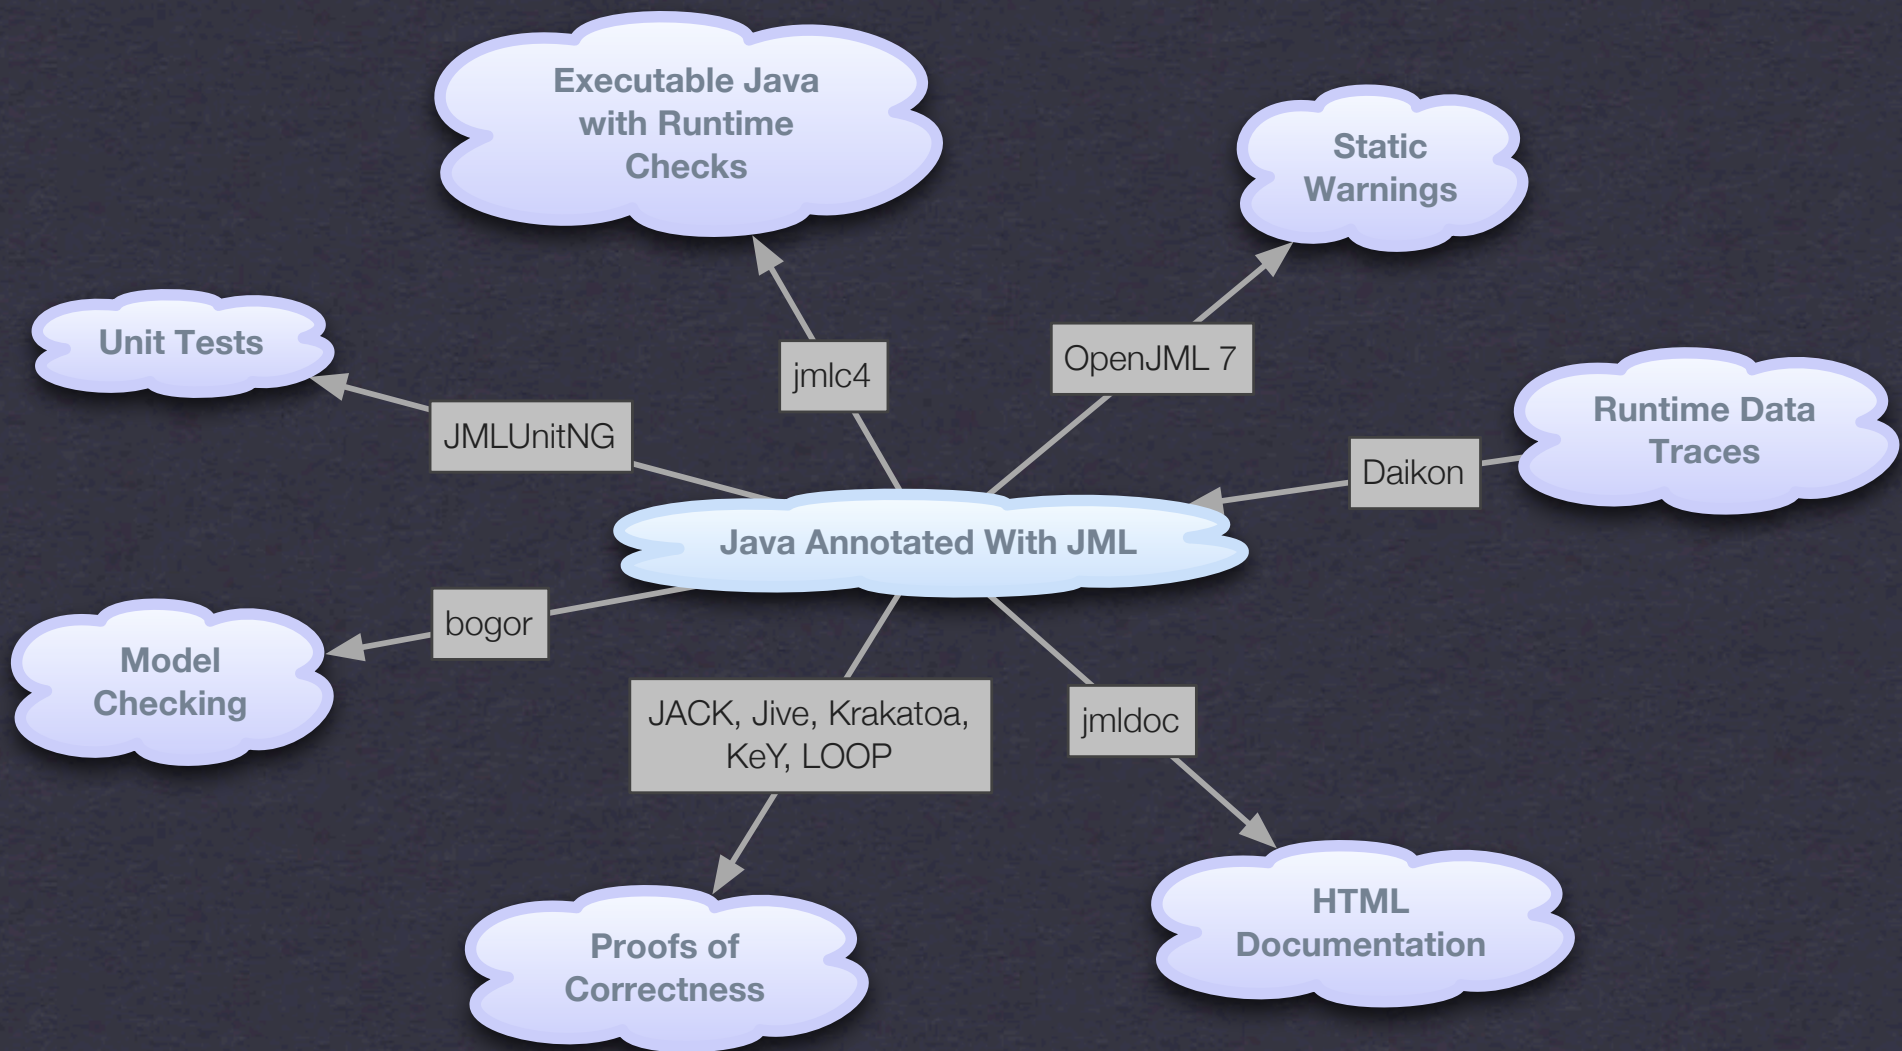 Executable Java
with Runtime
Checks
Static
Warnings
Unit Tests
jmlc4
OpenJML 7
Runtime Data
Traces
JMLUnitNG
Daikon
Java Annotated With JML
bogor
Model
Checking
JACK, Jive, Krakatoa,
KeY, LOOP
jmldoc
HTML
Documentation
Proofs of
Correctness